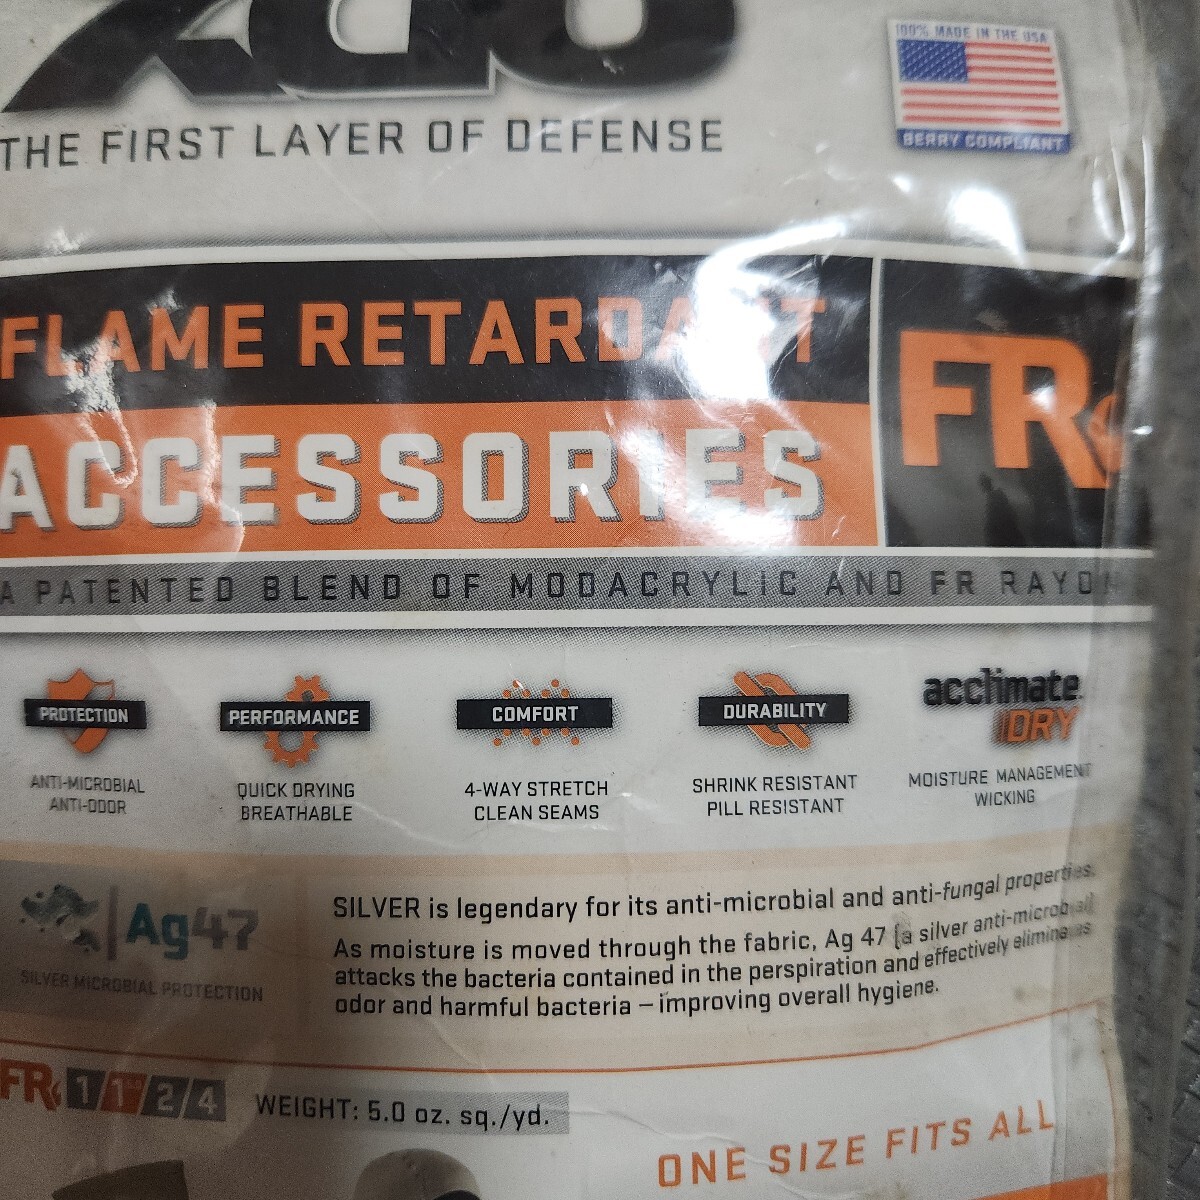 100% MADE IN THE USA
BERRY COMPLIANT
THE FIRST LAYER OF DEFENSE
FLAME RETARDANT
FR
ACCESSORIES
A PATENTED BLEND OF MODACRYLIC AND FR RAYON
PROTECTION
ANTI-MICROBIAL
ANTI-ODOR
PERFORMANCE
QUICK DRYING
BREATHABLE
COMFORT
4-WAY STRETCH
CLEAN SEAMS
DURABILITY
SHRINK RESISTANT
PILL RESISTANT
acclimate
DRY
MOISTURE MANAGEMENT
WICKING
Ag47
SILVER MICROBIAL PROTECTION
SILVER is legendary for its anti-microbial and anti-fungal properties.
As moisture is moved through the fabric, Ag 47 (a silver anti-microbial)
attacks the bacteria contained in the perspiration and effectively eliminates
odor and harmful bacteria – improving overall hygiene.
FR 1 1 2 4
WEIGHT: 5.0 oz. sq./yd.
ONE SIZE FITS ALL